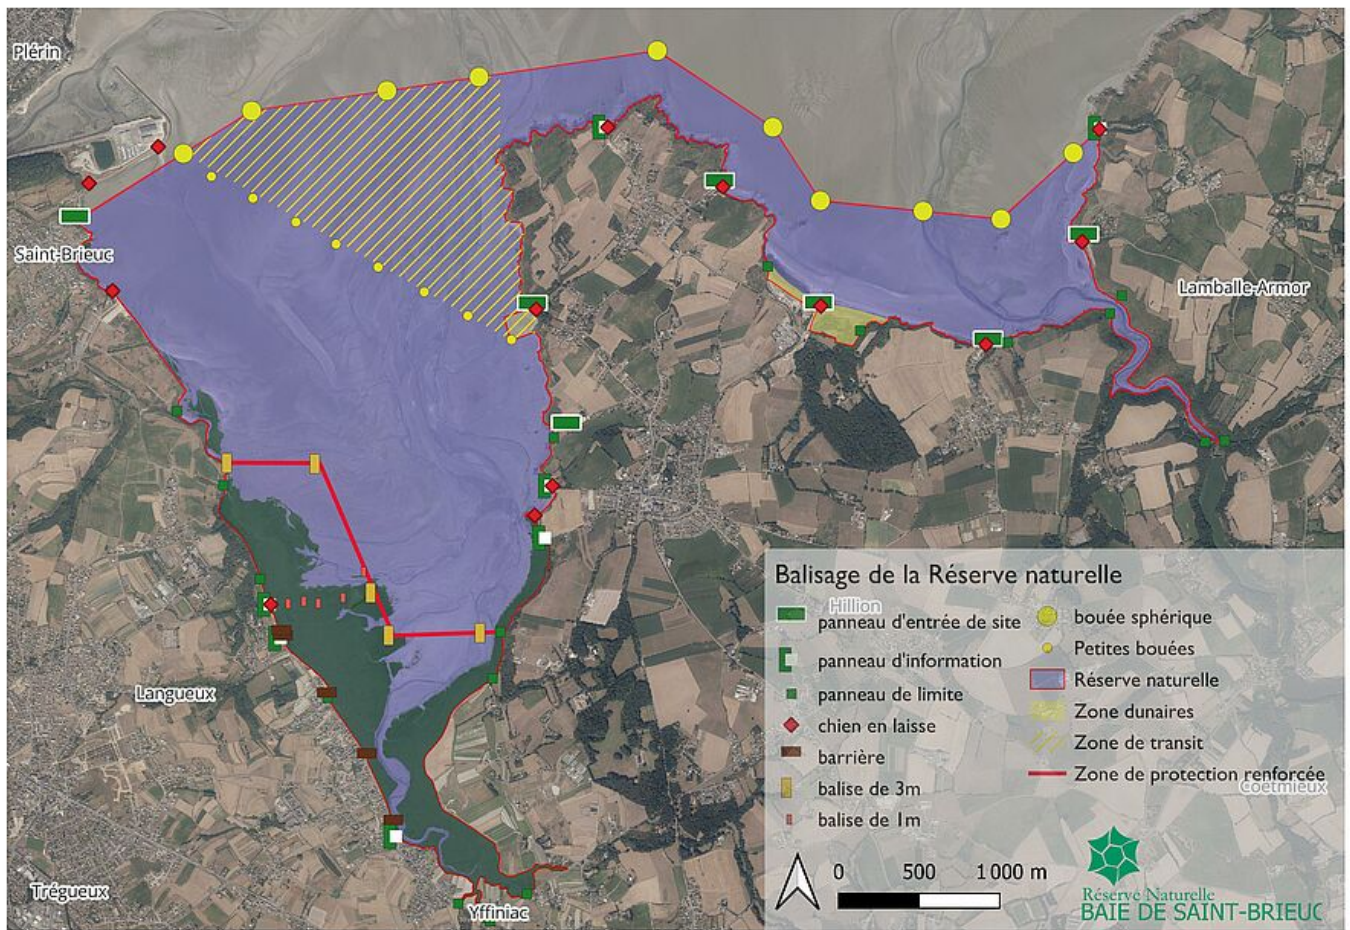 Plérin
Saint-Brieuc
Lamballe-Armor
Langueux
Trégueux
Yffiniac
Balisage de la Réserve naturelle
Hillion
panneau d'entrée de site
panneau d'information
panneau de limite
chien en laisse
barrière
balise de 3m
balise de 1m
bouée sphérique
Petites bouées
Réserve naturelle
Zone dunaires
Zone de transit
Zone de protection renforcée
Coëtmieux
0 500 1 000 m
Réserve Naturelle
BAIE DE SAINT-BRIEUC